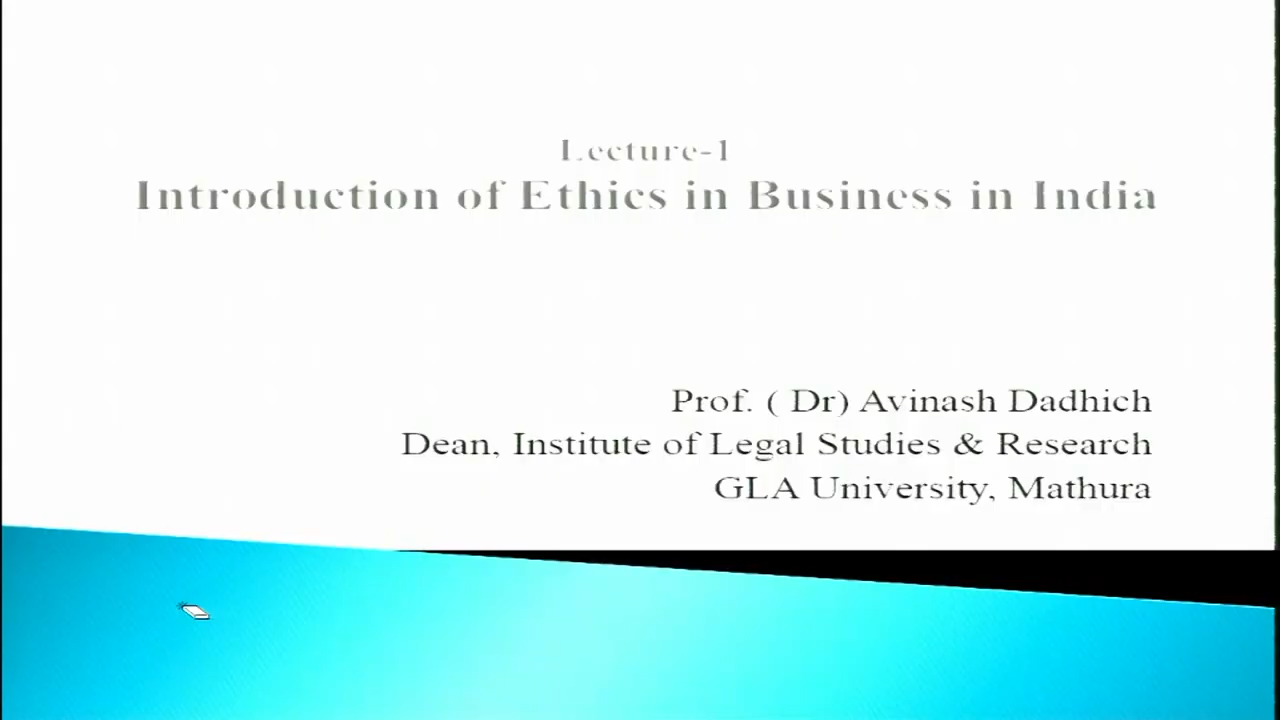 Lecture-1
Introduction of Ethics in Business in India
Prof. ( Dr) Avinash Dadhich
Dean, Institute of Legal Studies & Research
GLA University, Mathura